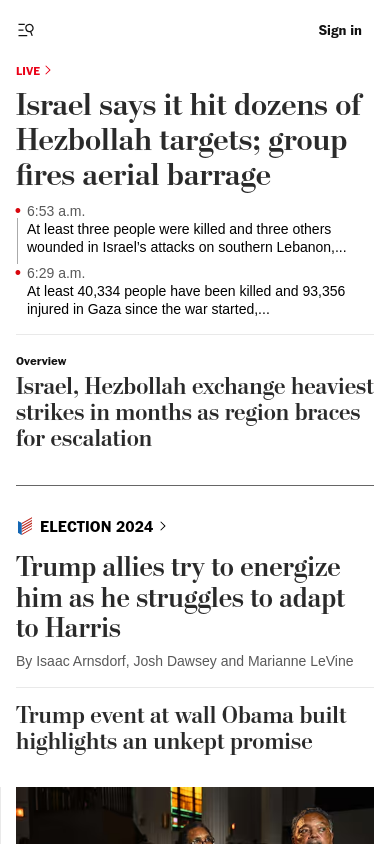 Sign in
LIVE
Israel says it hit dozens of
Hezbollah targets; group
fires aerial barrage
6:53 a.m.
At least three people were killed and three others
wounded in Israel’s attacks on southern Lebanon,...
6:29 a.m.
At least 40,334 people have been killed and 93,356
injured in Gaza since the war started,...
Overview
Israel, Hezbollah exchange heaviest
strikes in months as region braces
for escalation
ELECTION 2024
Trump allies try to energize
him as he struggles to adapt
to Harris
By Isaac Arnsdorf, Josh Dawsey and Marianne LeVine
Trump event at wall Obama built
highlights an unkept promise